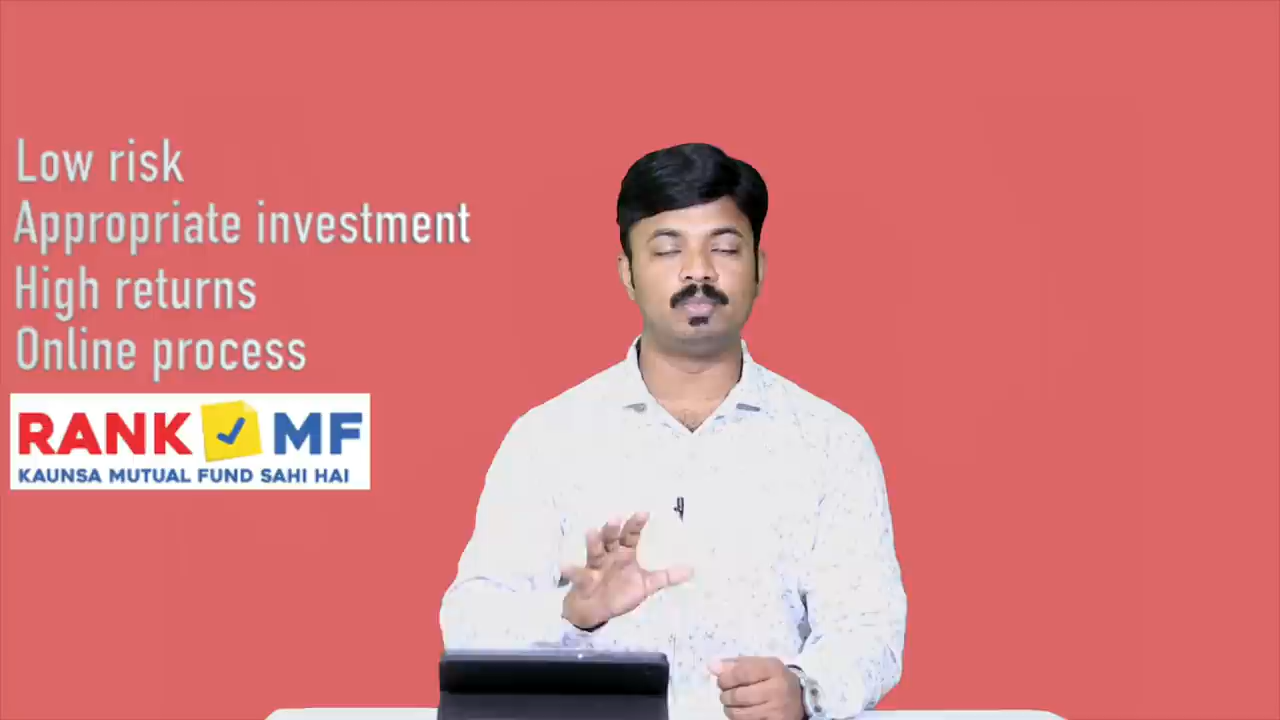 Low risk
Appropriate investment
High returns
Online process
RANK MF
KAUNSA MUTUAL FUND SAHI HAI